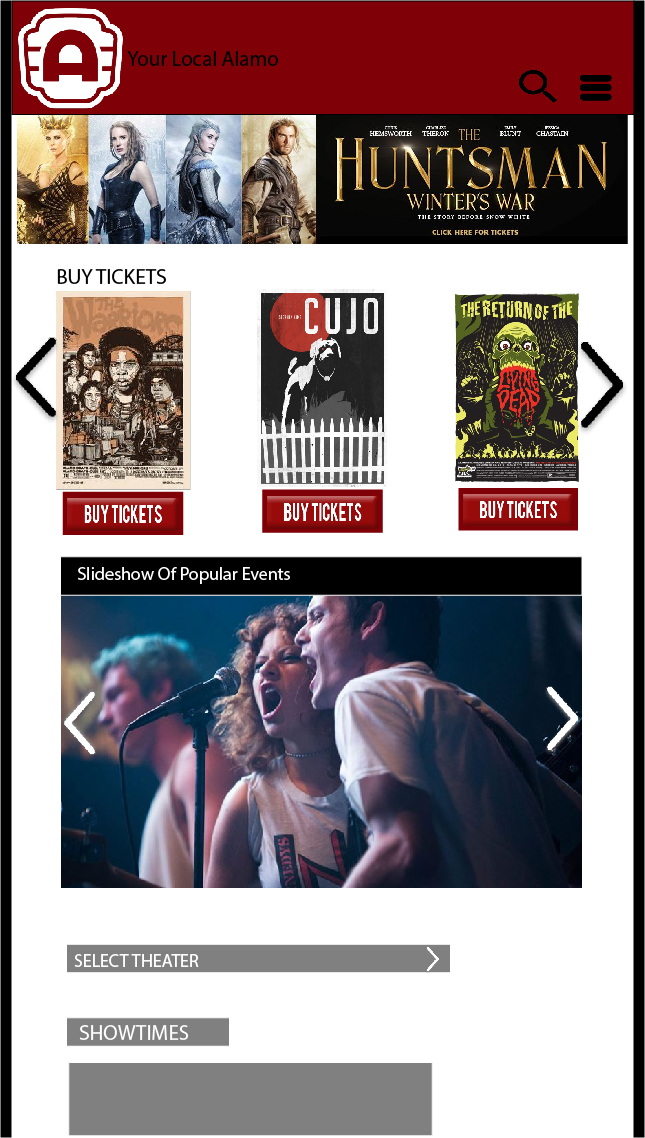 A
Your Local Alamo
CHRIS HEMSWORTH
CHARLIZE THERON
EMILY BLUNT
JESSICA CHASTAIN
THE
HUNTSMAN
WINTER'S WAR
THE STORY BEFORE SNOW WHITE
CLICK HERE FOR TICKETS
BUY TICKETS
THE
WARRIORS
CUJO
THE RETURN OF THE
LIVING
DEAD
BUY TICKETS
BUY TICKETS
BUY TICKETS
Slideshow Of Popular Events
SELECT THEATER
SHOWTIMES